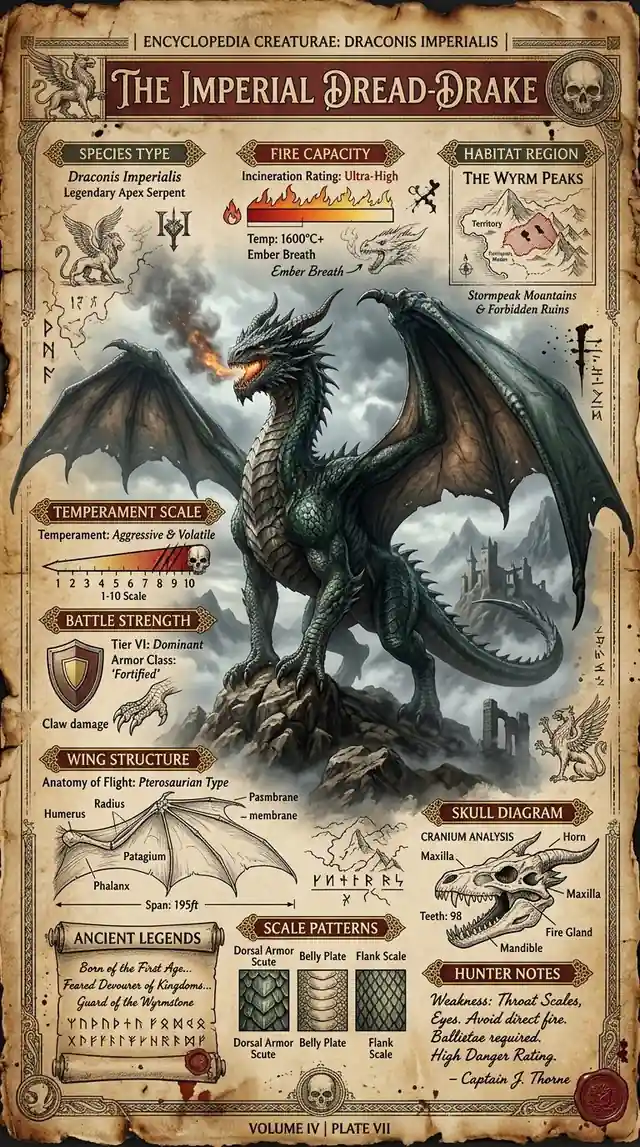 ENCYCLOPEDIA CREATURAE: DRACONIS IMPERIALIS
THE IMPERIAL DREAD-DRAKE
SPECIES TYPE
Draconis Imperialis
Legendary Apex Serpent
FIRE CAPACITY
Incineration Rating: Ultra-High
Temp: 1600°C+
Ember Breath
Ember Breath
HABITAT REGION
THE WYRM PEAKS
Territory
Stormpeak Mountains
& Forbidden Ruins
TEMPERAMENT SCALE
Temperament: Aggressive & Volatile
1 2 3 4 5 6 7 8 9 10
1-10 Scale
BATTLE STRENGTH
Tier VI: Dominant
Armor Class:
'Fortified'
Claw damage
WING STRUCTURE
Anatomy of Flight: Pterosaurian Type
Humerus
Radius
Pasmbrane
membrane
Patagium
Phalanx
Span: 195ft
SKULL DIAGRAM
CRANIUM ANALYSIS
Horn
Maxilla
Maxilla
Teeth: 98
Fire Gland
Mandible
ANCIENT LEGENDS
Born of the First Age...
Feared Devourer of Kingdoms...
Guard of the Wyrmstone
SCALE PATTERNS
Dorsal Armor
Scute
Belly Plate
Flank Scale
Dorsal Armor
Scute
Belly Plate
Flank
Scale
HUNTER NOTES
Weakness: Throat Scales,
Eyes. Avoid direct fire.
Ballietae required.
High Danger Rating.
– Captain J. Thorne
VOLUME IV | PLATE VII